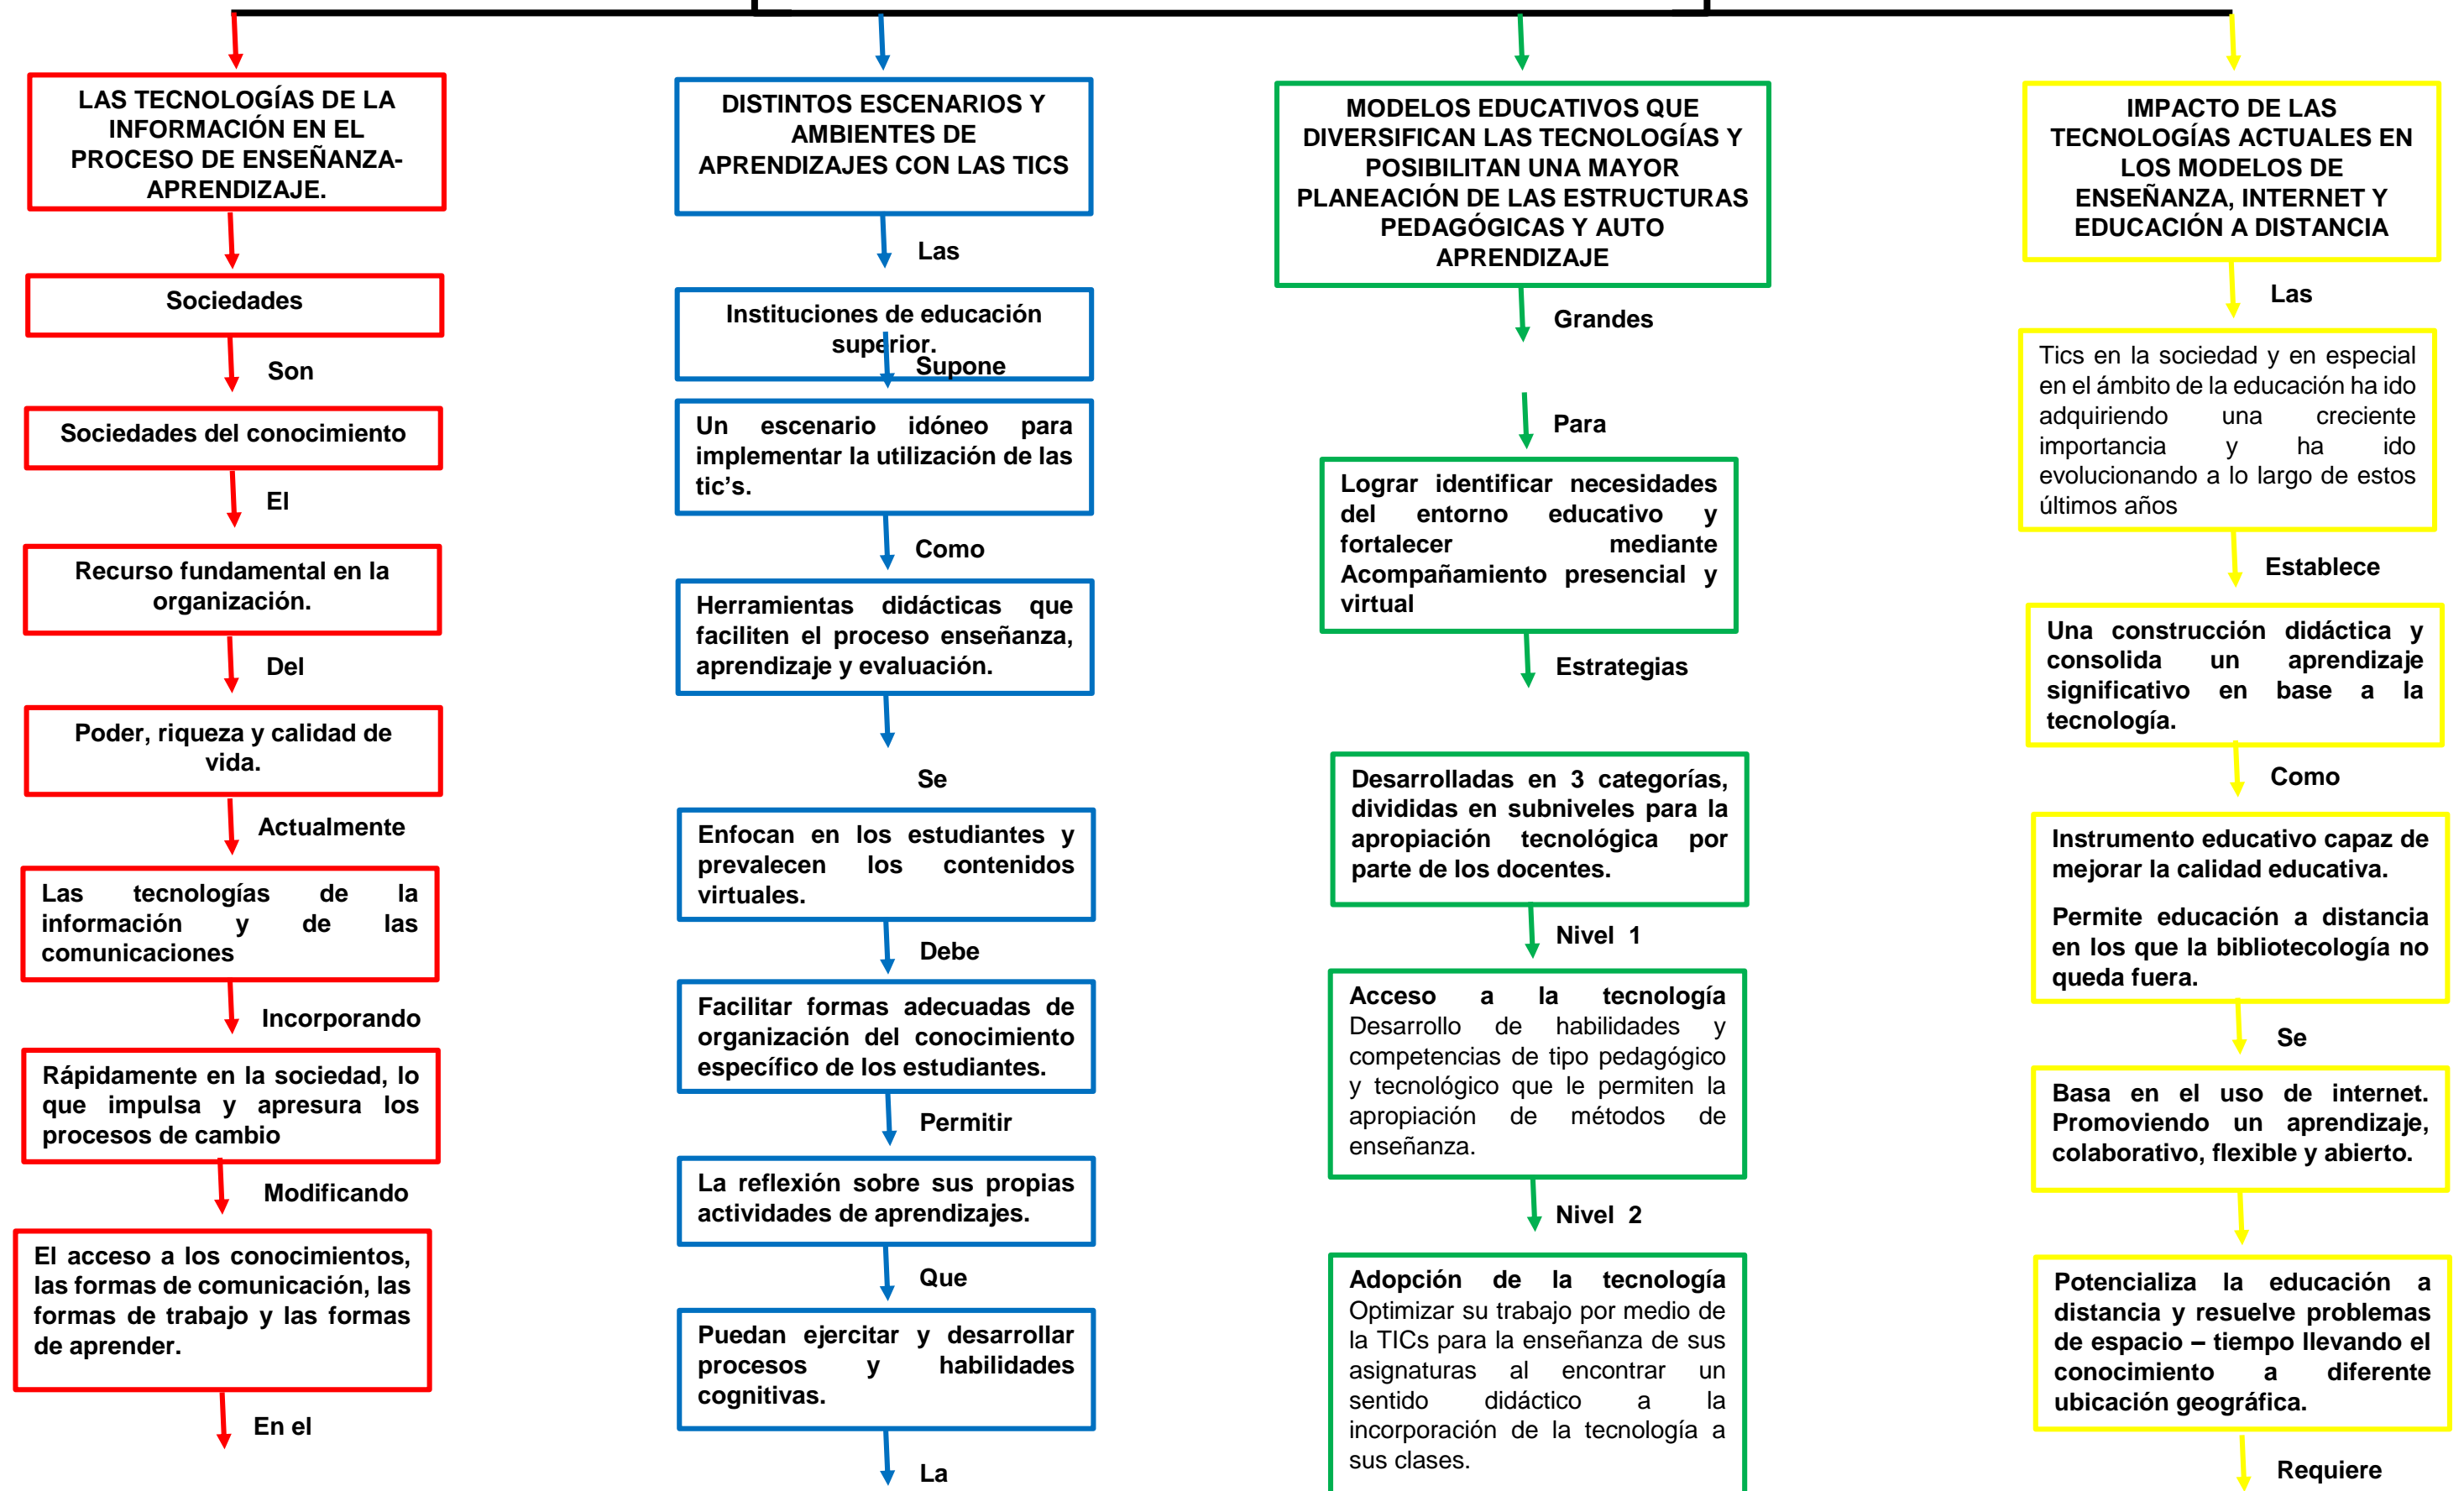 LAS TECNOLOGÍAS DE LA
INFORMACIÓN EN EL
PROCESO DE ENSEÑANZA-
APRENDIZAJE.
Sociedades
Son
Sociedades del conocimiento
El
Recurso fundamental en la
organización.
Del
Poder, riqueza y calidad de
vida.
Actualmente
Las tecnologías de la
información y de las
comunicaciones
Incorporando
Rápidamente en la sociedad, lo
que impulsa y apresura los
procesos de cambio
Modificando
El acceso a los conocimientos,
las formas de comunicación, las
formas de trabajo y las formas
de aprender.
En el
DISTINTOS ESCENARIOS Y
AMBIENTES DE
APRENDIZAJES CON LAS TICS
Las
Instituciones de educación
superior.
Supone
Un escenario idóneo para
implementar la utilización de las
tic’s.
Como
Herramientas didácticas que
faciliten el proceso enseñanza,
aprendizaje y evaluación.
Se
Enfocan en los estudiantes y
prevalecen los contenidos
virtuales.
Debe
Facilitar formas adecuadas de
organización del conocimiento
específico de los estudiantes.
Permitir
La reflexión sobre sus propias
actividades de aprendizajes.
Que
Puedan ejercitar y desarrollar
procesos y habilidades
cognitivas.
La
MODELOS EDUCATIVOS QUE
DIVERSIFICAN LAS TECNOLOGÍAS Y
POSIBILITAN UNA MAYOR
PLANEACIÓN DE LAS ESTRUCTURAS
PEDAGÓGICAS Y AUTO
APRENDIZAJE
Grandes
Para
Lograr identificar necesidades
del entorno educativo y
fortalecer mediante
Acompañamiento presencial y
virtual
Estrategias
Desarrolladas en 3 categorías,
divididas en subniveles para la
apropiación tecnológica por
parte de los docentes.
Nivel 1
Acceso a la tecnología
Desarrollo de habilidades y
competencias de tipo pedagógico
y tecnológico que le permiten la
apropiación de métodos de
enseñanza.
Nivel 2
Adopción de la tecnología
Optimizar su trabajo por medio de
la TICs para la enseñanza de sus
asignaturas al encontrar un
sentido didáctico a la
incorporación de la tecnología a
sus clases.
IMPACTO DE LAS
TECNOLOGÍAS ACTUALES EN
LOS MODELOS DE
ENSEÑANZA, INTERNET Y
EDUCACIÓN A DISTANCIA
Las
Tics en la sociedad y en especial
en el ámbito de la educación ha ido
adquiriendo una creciente
importancia y ha ido
evolucionando a lo largo de estos
últimos años
Establece
Una construcción didáctica y
consolida un aprendizaje
significativo en base a la
tecnología.
Como
Instrumento educativo capaz de
mejorar la calidad educativa.
Permite educación a distancia
en los que la bibliotecología no
queda fuera.
Se
Basa en el uso de internet.
Promoviendo un aprendizaje,
colaborativo, flexible y abierto.
Potencializa la educación a
distancia y resuelve problemas
de espacio – tiempo llevando el
conocimiento a diferente
ubicación geográfica.
Requiere